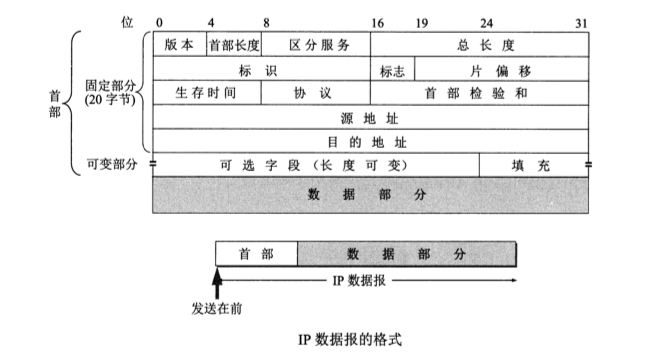 位 0 4 8 16 19 24 31
版本 首部长度 区分服务 总长度
标识 标志 片偏移
固定部分
(20字节)
首部
生存时间 协议 首部检验和
源地址
目的地址
可变部分 可选字段(长度可变) 填充
数据部分
首部 数据部分
IP 数据报
发送在前
IP 数据报的格式